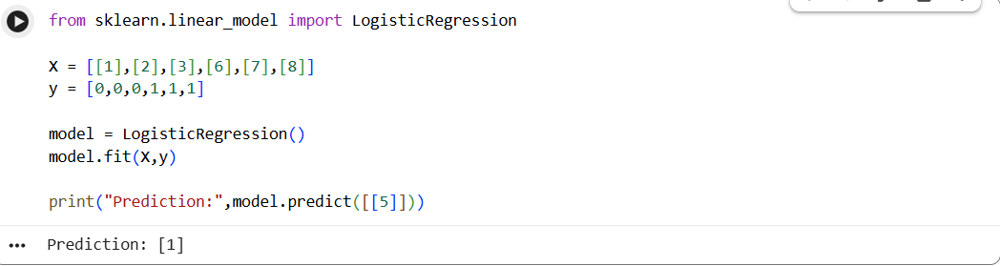 from sklearn.linear_model import LogisticRegression
X = [[1],[2],[3],[6],[7],[8]]
y = [0,0,0,1,1,1]
model = LogisticRegression()
model.fit(X,y)
print("Prediction:",model.predict([[5]]))
Prediction: [1]